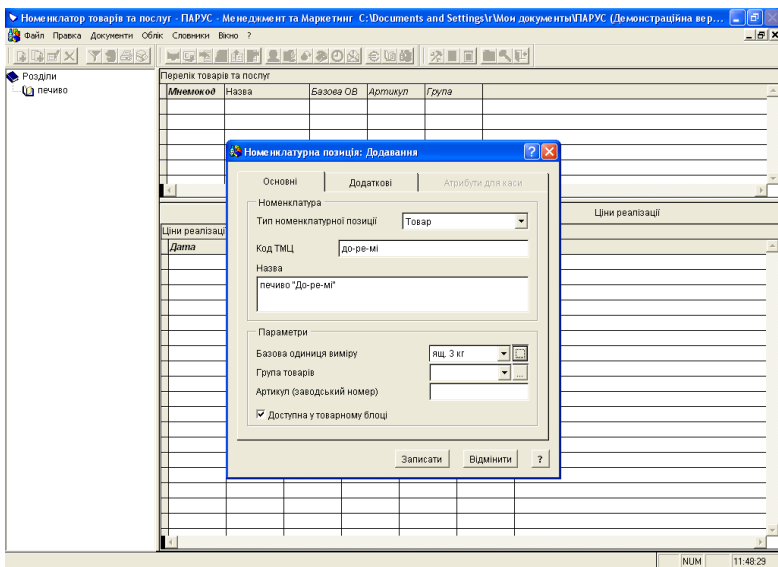 Номенклатор товарів та послуг - ПАРУС - Менеджмент та Маркетинг C:\Documents and Settings\r\Мои документы\ПАРУС (Демонстраційна вер...
Файл Правка Документи Облік Словники Вікно ?
Розділи
печиво
Перелік товарів та послуг
Мнемокод Назва Базова ОВ Артикул Група
Номенклатурна позиція: Додавання
Основні Додаткові Атрибути для каси
Номенклатура
Тип номенклатурної позиції Товар
Код ТМЦ до-ре-мі
Назва
печиво "До-ре-мі"
Параметри
Базова одиниця виміру ящ. 3 кг
Група товарів
Артикул (заводський номер)
Доступна у товарному блоці
Записати Відмінити ?
Ціни реалізації
Ціни реалізаці
Дата
NUM 11:48:29